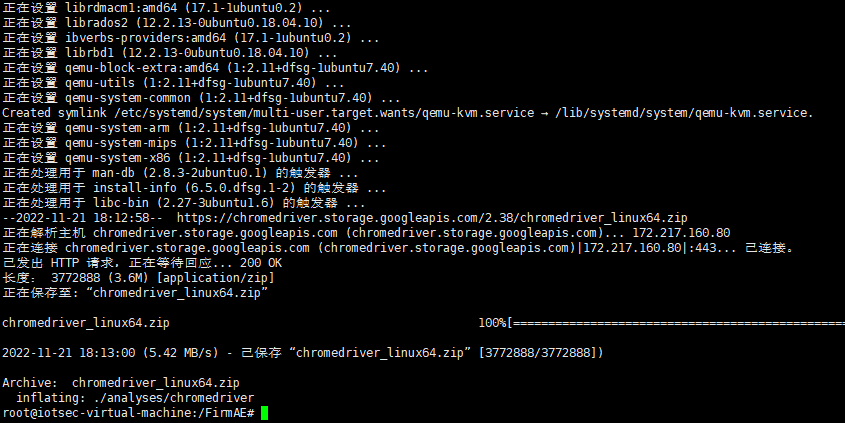 正在设置 librdmacm1:amd64 (17.1-1ubuntu0.2) ...
正在设置 librados2 (12.2.13-0ubuntu0.18.04.10) ...
正在设置 ibverbs-providers:amd64 (17.1-1ubuntu0.2) ...
正在设置 librbd1 (12.2.13-0ubuntu0.18.04.10) ...
正在设置 qemu-block-extra:amd64 (1:2.11+dfsg-1ubuntu7.40) ...
正在设置 qemu-utils (1:2.11+dfsg-1ubuntu7.40) ...
正在设置 qemu-system-common (1:2.11+dfsg-1ubuntu7.40) ...
Created symlink /etc/systemd/system/multi-user.target.wants/qemu-kvm.service → /lib/systemd/system/qemu-kvm.service.
正在设置 qemu-system-arm (1:2.11+dfsg-1ubuntu7.40) ...
正在设置 qemu-system-mips (1:2.11+dfsg-1ubuntu7.40) ...
正在设置 qemu-system-x86 (1:2.11+dfsg-1ubuntu7.40) ...
正在处理用于 man-db (2.8.3-2ubuntu0.1) 的触发器 ...
正在处理用于 install-info (6.5.0.dfsg.1-2) 的触发器 ...
正在处理用于 libc-bin (2.27-3ubuntu1.6) 的触发器 ...
--2022-11-21 18:12:58--  https://chromedriver.storage.googleapis.com/2.38/chromedriver_linux64.zip
正在解析主机 chromedriver.storage.googleapis.com (chromedriver.storage.googleapis.com)... 172.217.160.80
正在连接 chromedriver.storage.googleapis.com (chromedriver.storage.googleapis.com)|172.217.160.80|:443... 已连接。
已发出 HTTP 请求，正在等待回应... 200 OK
长度： 3772888 (3.6M) [application/zip]
正在保存至: “chromedriver_linux64.zip”
chromedriver_linux64.zip 100%[================================================
2022-11-21 18:13:00 (5.42 MB/s) - 已保存 “chromedriver_linux64.zip” [3772888/3772888])
Archive:  chromedriver_linux64.zip
  inflating: ./analyses/chromedriver
root@iotsec-virtual-machine:/FirmAE#